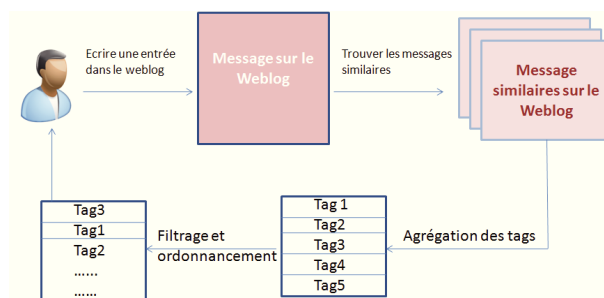 Ecrire une entrée
dans le weblog
Message sur le
Weblog
Trouver les messages
similaires
Message
similaires sur le
Weblog
Agrégation des tags
Tag 1
Tag2
Tag3
Tag4
Tag5
Filtrage et
ordonnancement
Tag3
Tag1
Tag2
......
......